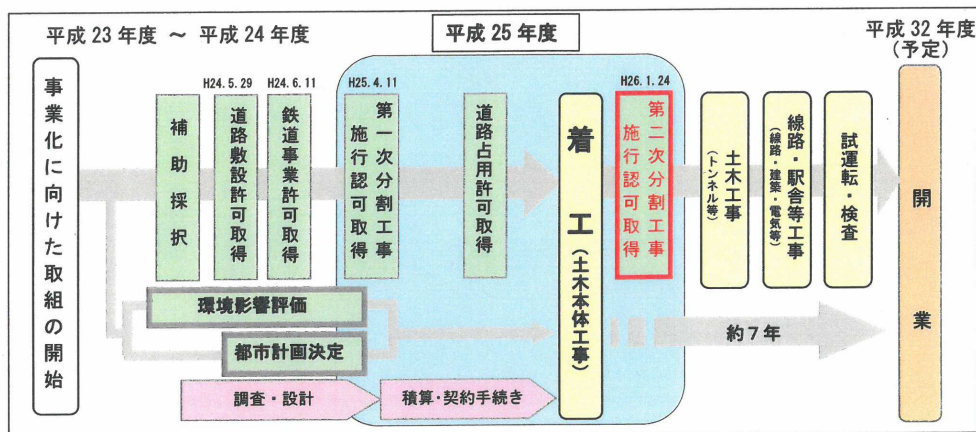 平成23年度 ～ 平成24年度
平成25年度
平成32年度
(予定)
事業化に向けた取組の開始
補助採択
H24.5.29
道路敷設許可取得
H24.6.11
鉄道事業許可取得
H25.4.11
第一次分割工事
施行認可取得
道路占用許可取得
着工(土木本体工事)
H26.1.24
第二次分割工事
施行認可取得
土木工事
(トンネル等)
線路・駅舎等工事
(線路・建築・電気等)
試運転・検査
開業
環境影響評価
都市計画決定
約7年
調査・設計
積算・契約手続き